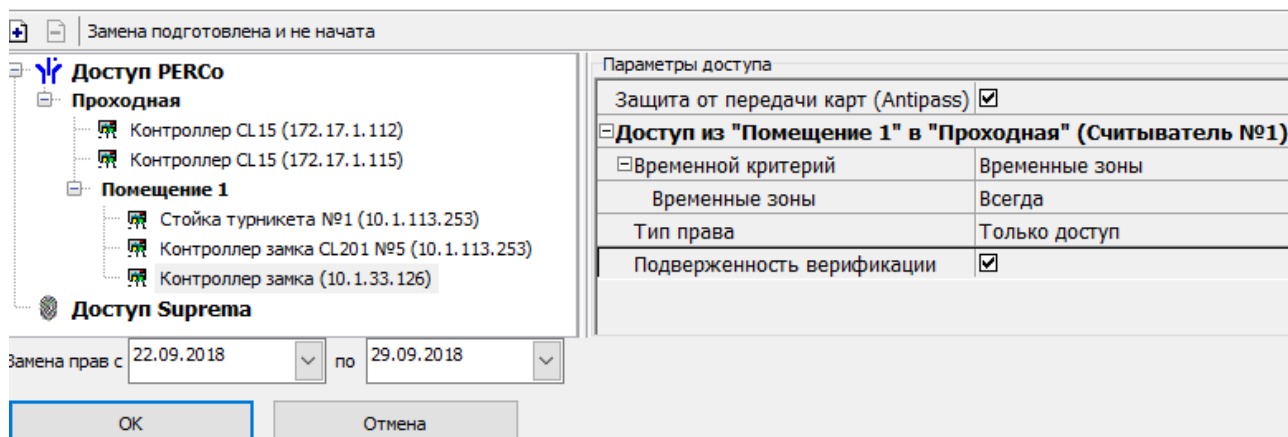 Замена подготовлена и не начата
Доступ PERCo
Проходная
Контроллер CL15 (172.17.1.112)
Контроллер CL15 (172.17.1.115)
Помещение 1
Стойка турникета №1 (10.1.113.253)
Контроллер замка CL201 №5 (10.1.113.253)
Контроллер замка (10.1.33.126)
Доступ Suprema
Параметры доступа
Защита от передачи карт (Antipass)
Доступ из "Помещение 1" в "Проходная" (Считыватель №1)
Временной критерий Временные зоны
Временные зоны Всегда
Тип права Только доступ
Подверженность верификации
Замена прав с 22.09.2018 по 29.09.2018
OK Отмена